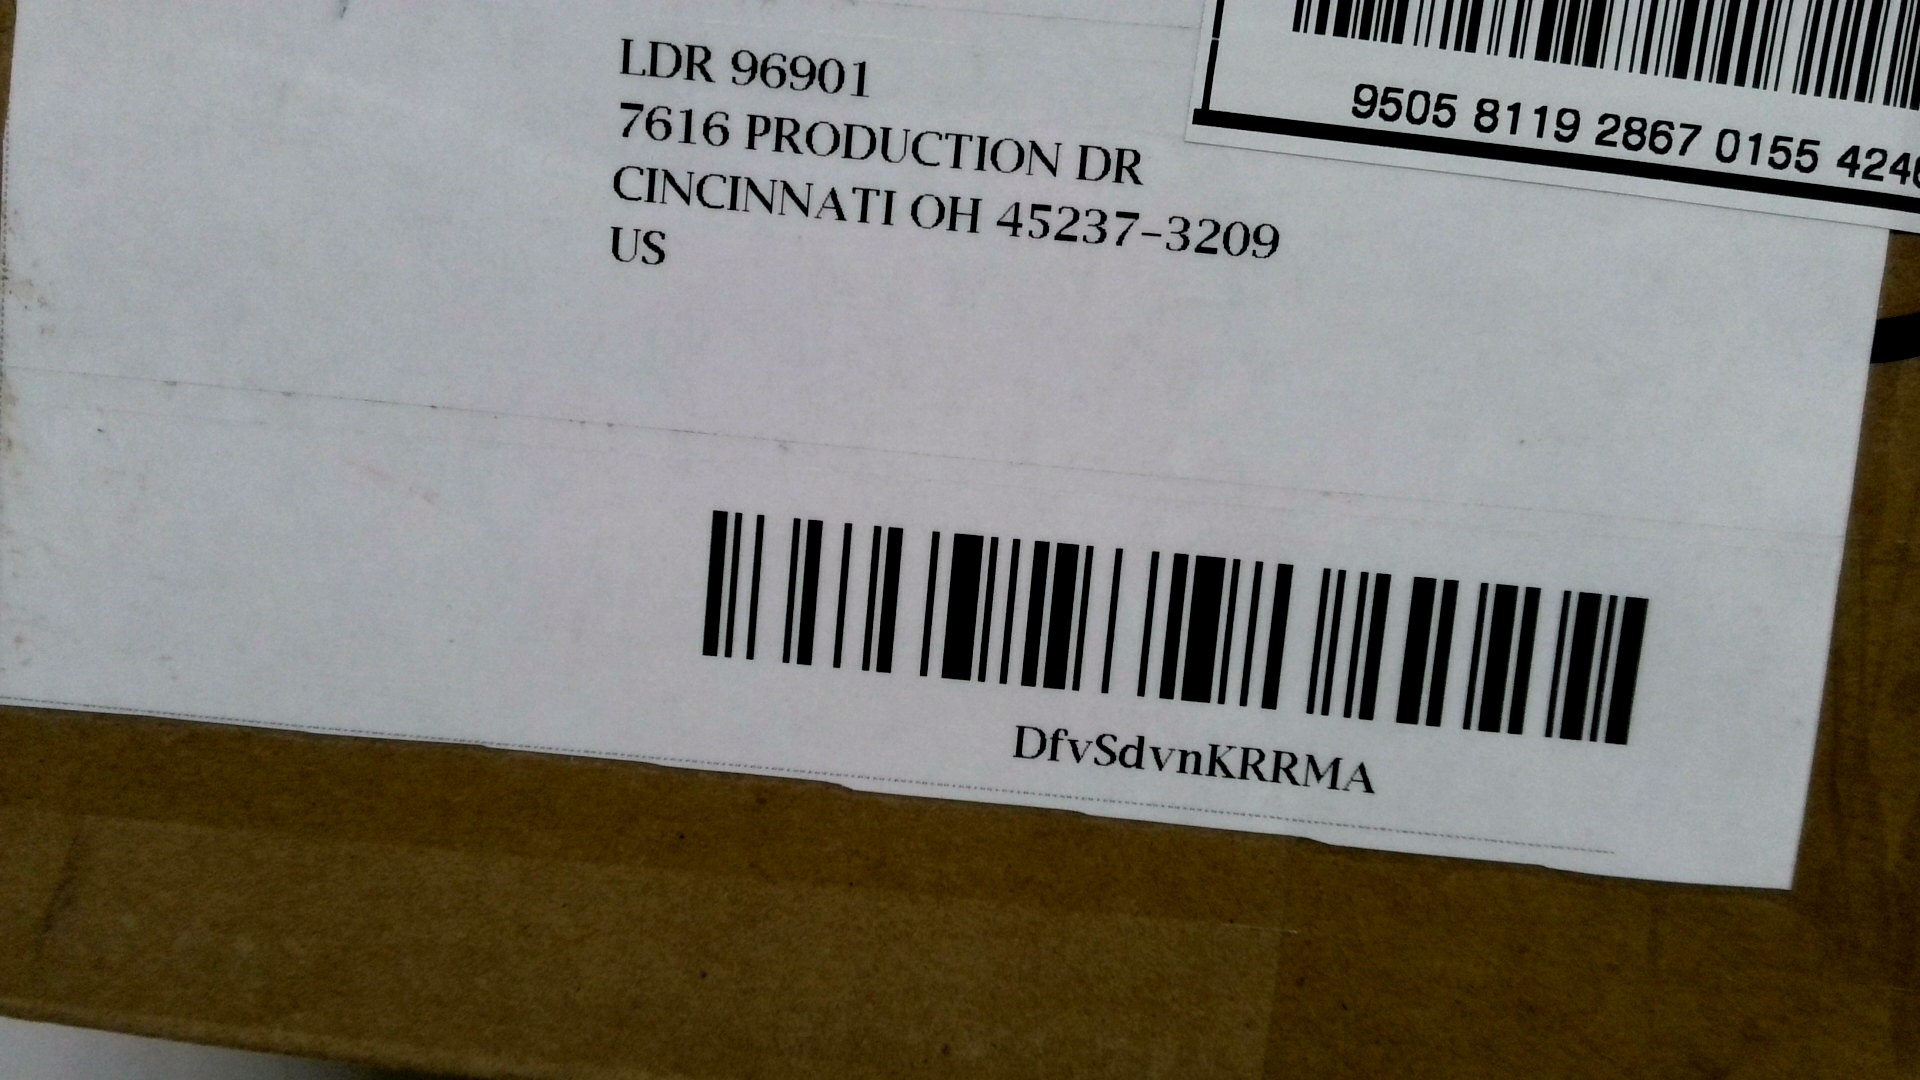 LDR 96901
7616 PRODUCTION DR
CINCINNATI OH 45237-3209
US
9505 8119 2867 0155 424
DfvSdvnKRRMA